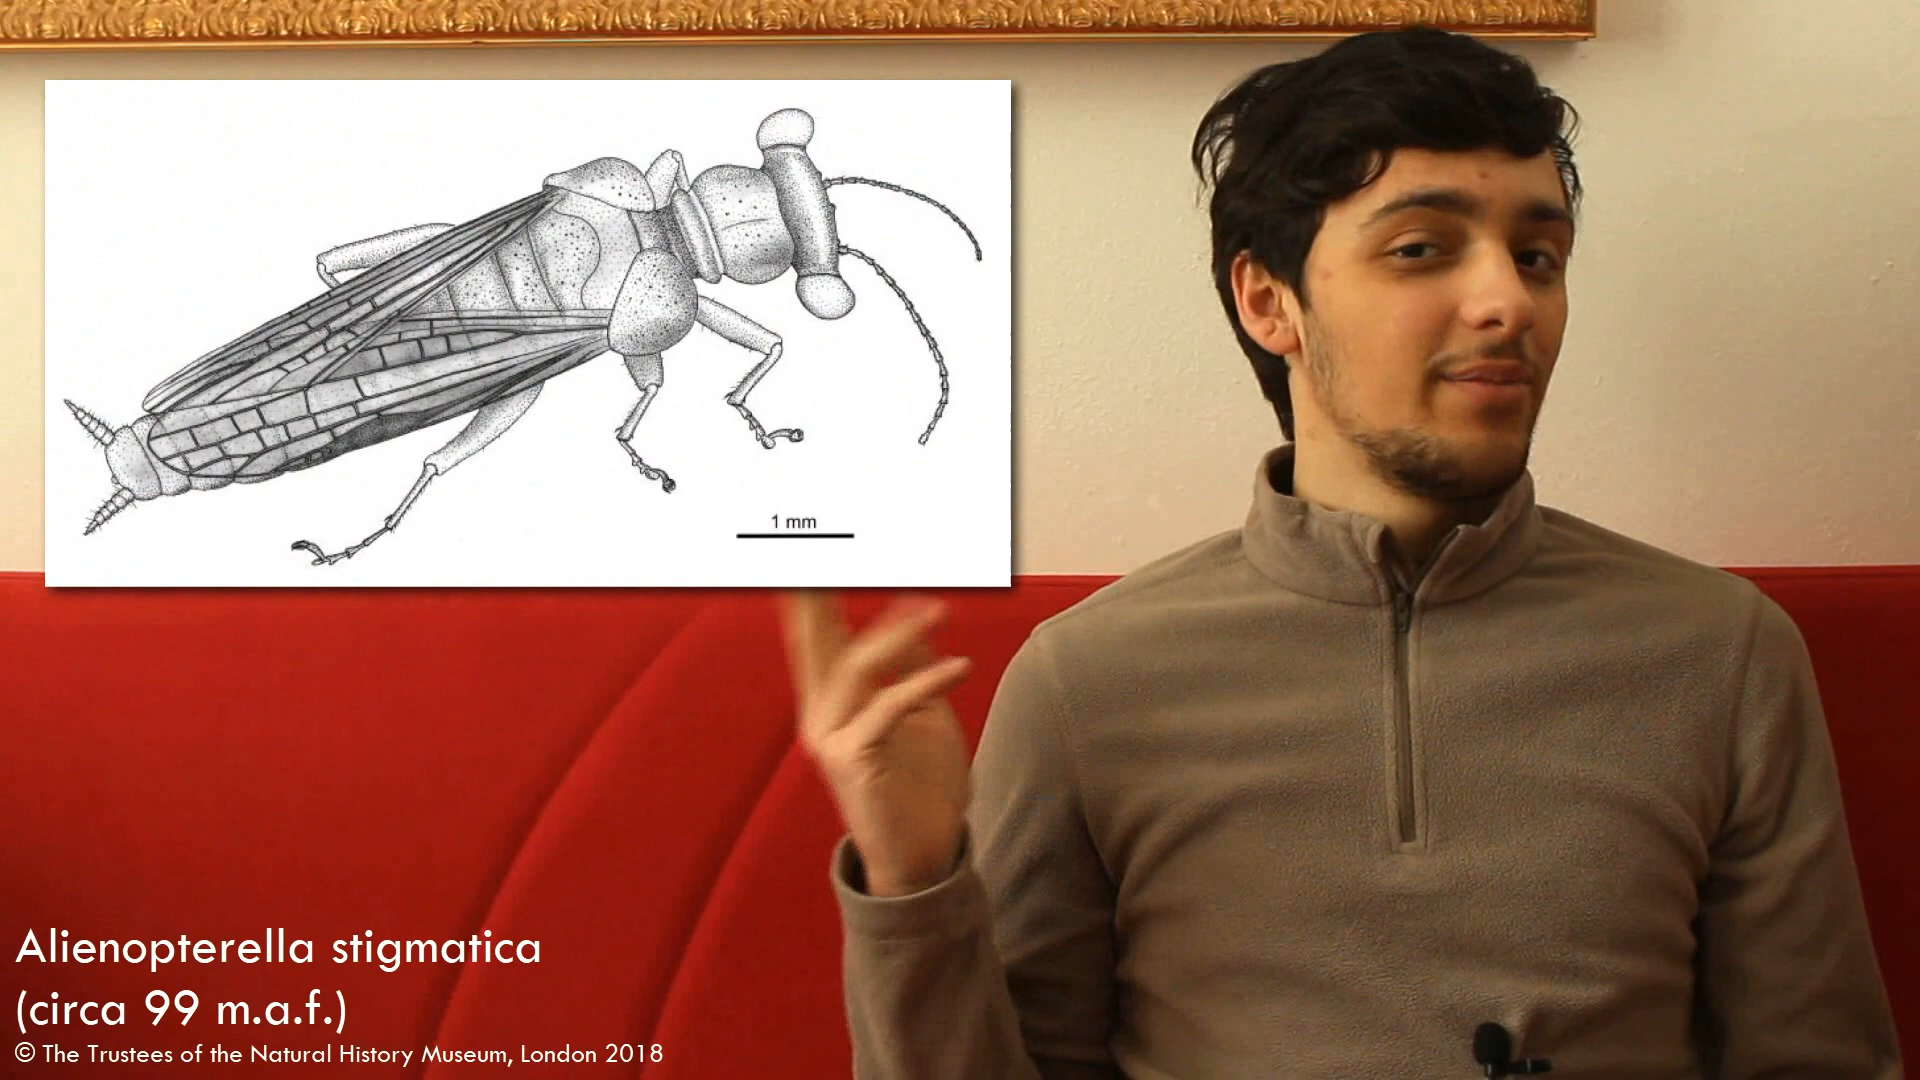 1 mm
Alienopterella stigmatica
(circa 99 m.a.f.)
© The Trustees of the Natural History Museum, London 2018